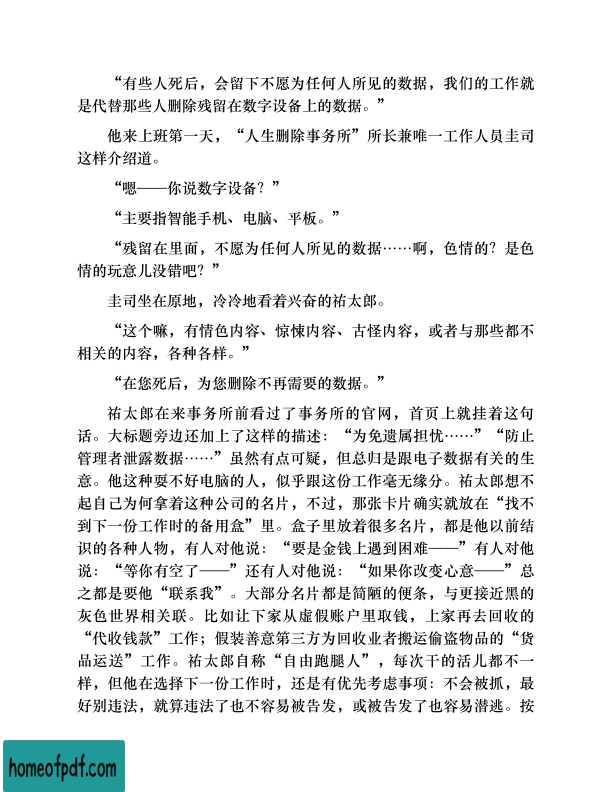 “有些人死后，会留下不愿为任何人所见的数据，我们的工作就
是代替那些人删除残留在数字设备上的数据。”
他来上班第一天，“人生删除事务所”所长兼唯一工作人员圭司
这样介绍道。
“嗯——你说数字设备？”
“主要指智能手机、电脑、平板。”
“残留在里面，不愿为任何人所见的数据……啊，色情的？是色
情的玩意儿没错吧？”
圭司坐在原地，冷冷地看着兴奋的祐太郎。
“这个嘛，有情色内容、惊悚内容、古怪内容，或者与那些都不
相关的内容，各种各样。”
“在您死后，为您删除不再需要的数据。”
祐太郎在来事务所前看过了事务所的官网，首页上就挂着这句
话。大标题旁边还加上了这样的描述：“为免遗属担忧……”“防止
管理者泄露数据……”虽然有点可疑，但总归是跟电子数据有关的生
意。他这种耍不好电脑的人，似乎跟这份工作毫无缘分。祐太郎想不
起自己为何拿着这种公司的名片，不过，那张卡片确实就放在“找不
到下一份工作时的备用盒”里。盒子里放着很多名片，都是他以前结
识的各种人物，有人对他说：“要是金钱上遇到困难——”有人对他
说：“等你有空了——”还有人对他说：“如果你改变心意——”总
之都是要他“联系我”。大部分名片都是简陋的便条，与更接近黑的
灰色世界相关联。比如让下家从虚假账户里取钱，上家再去回收的
“代收钱款”工作；假装善意第三方为回收业者搬运偷盗物品的“货
品运送”工作。祐太郎自称“自由跑腿人”，每次干的活儿都不一
样，但他在选择下一份工作时，还是有优先考虑事项：不会被抓，最
好别违法，就算违法了也不容易被告发，或被告发了也容易潜逃。按
homeofpdf.com